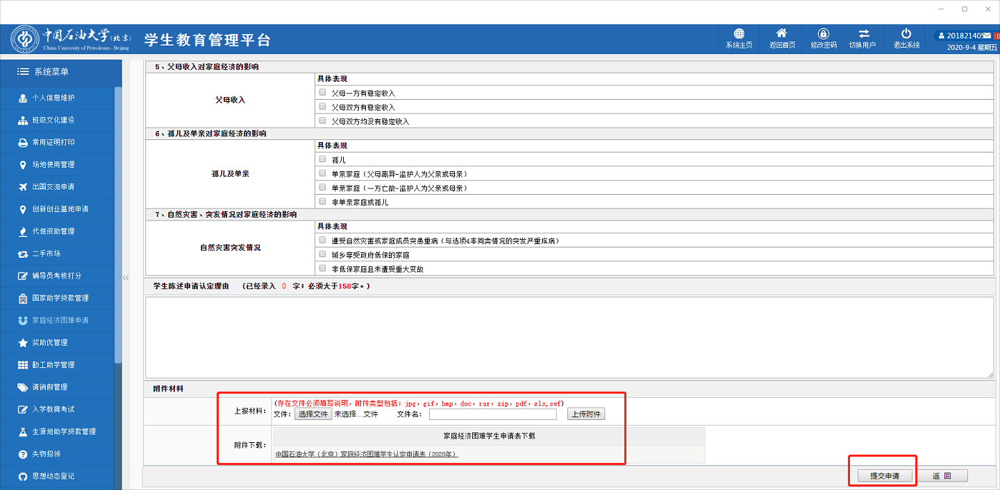 中国石油大学(北京)
China University of Petroleum - Beijing
学生教育管理平台
系统主页
返回首页
修改密码
切换用户
退出系统
201821405
2020-9-4 星期五
系统菜单
个人信息维护
班级文化建设
常用证明打印
场地使用管理
出国交流申请
创新创业基地申请
代偿资助管理
二手市场
辅导员考核打分
国家助学贷款管理
家庭经济困难申请
奖助优管理
勤工助学管理
请销假管理
入学教育考试
生源地助学贷款管理
失物招领
思想动态登记
5、父母收入对家庭经济的影响
父母收入
具体表现
父母一方有稳定收入
父母双方有稳定收入
父母双方均没有稳定收入
6、孤儿及单亲对家庭经济的影响
孤儿及单亲
具体表现
孤儿
单亲家庭（父母离异-监护人为父亲或母亲）
单亲家庭（一方亡故-监护人为父亲或母亲）
非单亲家庭或孤儿
7、自然灾害、突发情况对家庭经济的影响
自然灾害突发情况
具体表现
遭受自然灾害或家庭成员突患重病（与选项4非同类情况的突发严重疾病）
城乡享受政府低保的家庭
非低保家庭且未遭受重大变故
学生陈述申请认定理由 （已经录入 0 字；必须大于150字。）
附件材料
上报材料：
(存在文件必须填写说明，附件类型包括：jpg，gif，bmp，doc，rar，zip，pdf，xls,swf)
文件： 选择文件 未选择...文件 文件名： 上传附件
附件下载：
家庭经济困难学生申请表下载
中国石油大学（北京）家庭经济困难学生认定申请表（2020年）
提交申请 返 回